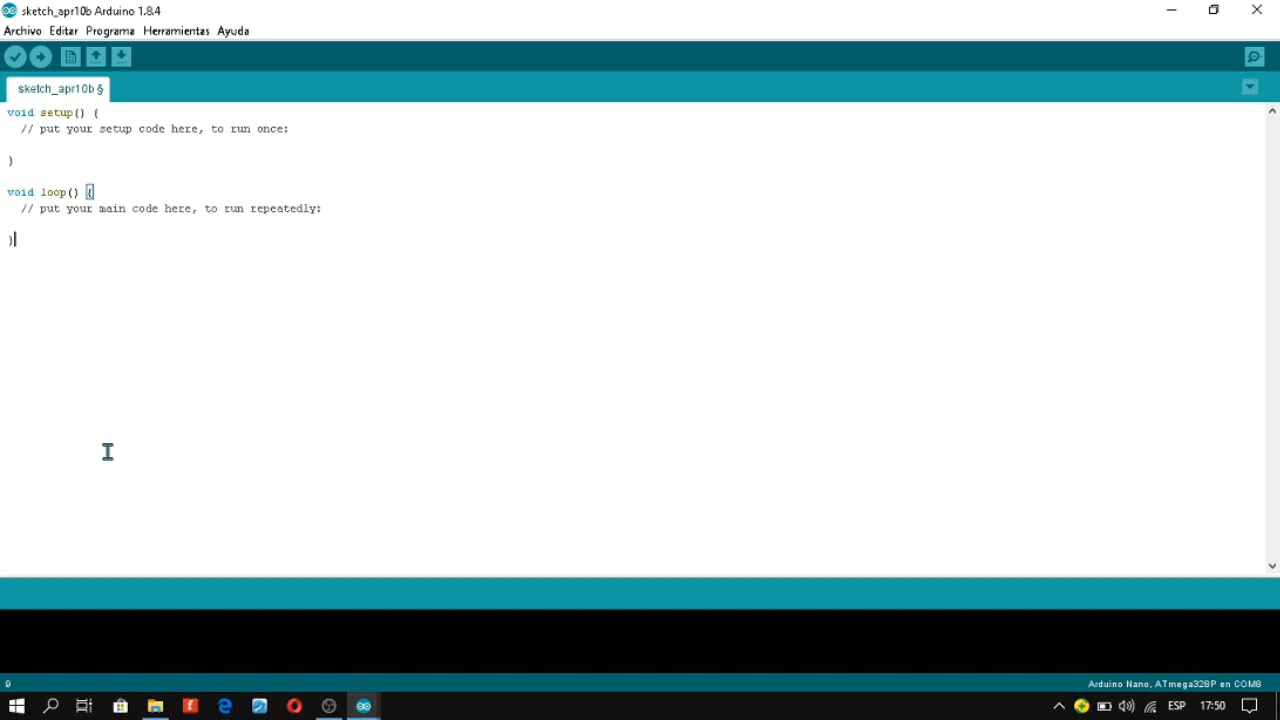 sketch_apr10b Arduino 1.8.4
Archivo Editar Programa Herramientas Ayuda
sketch_apr10b §
void setup() {
// put your setup code here, to run once:
}
void loop() {
// put your main code here, to run repeatedly:
}
9
Arduino Nano, ATmega328P en COM8
ESP
17:50